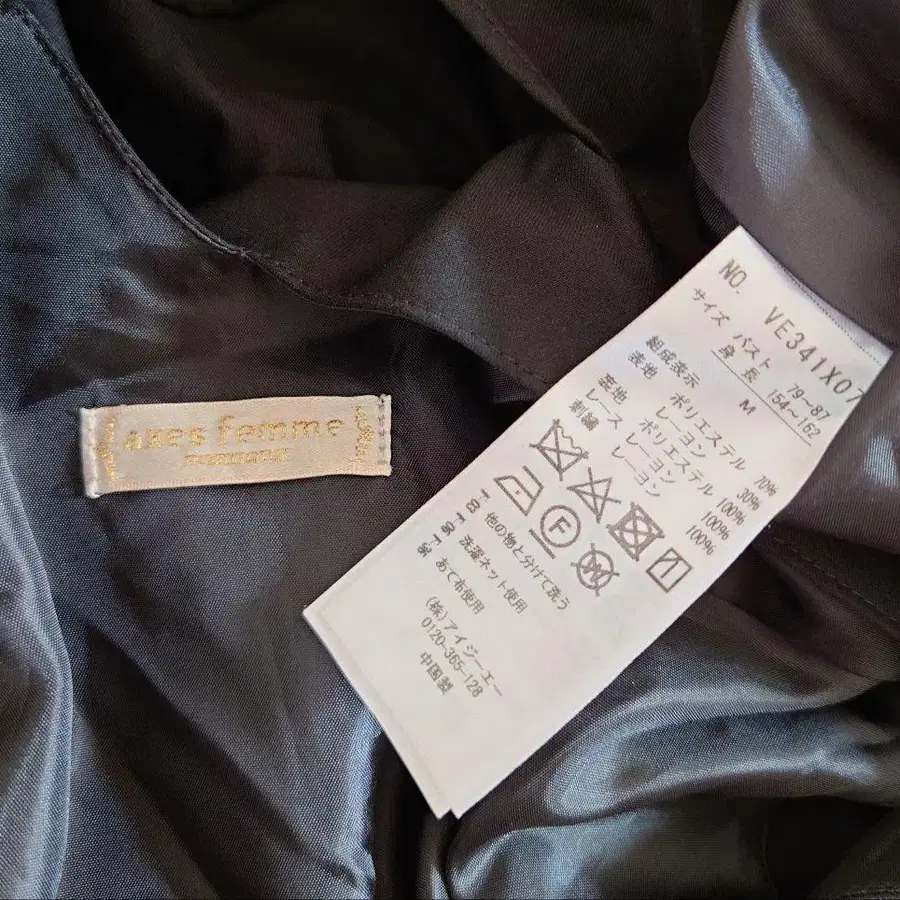 axes femme
NO. VE341X07
サイズ バスト 79~87
身長 154~162
M
組成表示
表地 ポリエステル 70%
レーヨン 30%
裏地 ポリエステル 100%
レース レーヨン 100%
刺繍 レーヨン 100%
F
他の物と分けて洗う
洗濯ネット使用
あて布使用
(株)アイジーエー
0120-365-128
中国製